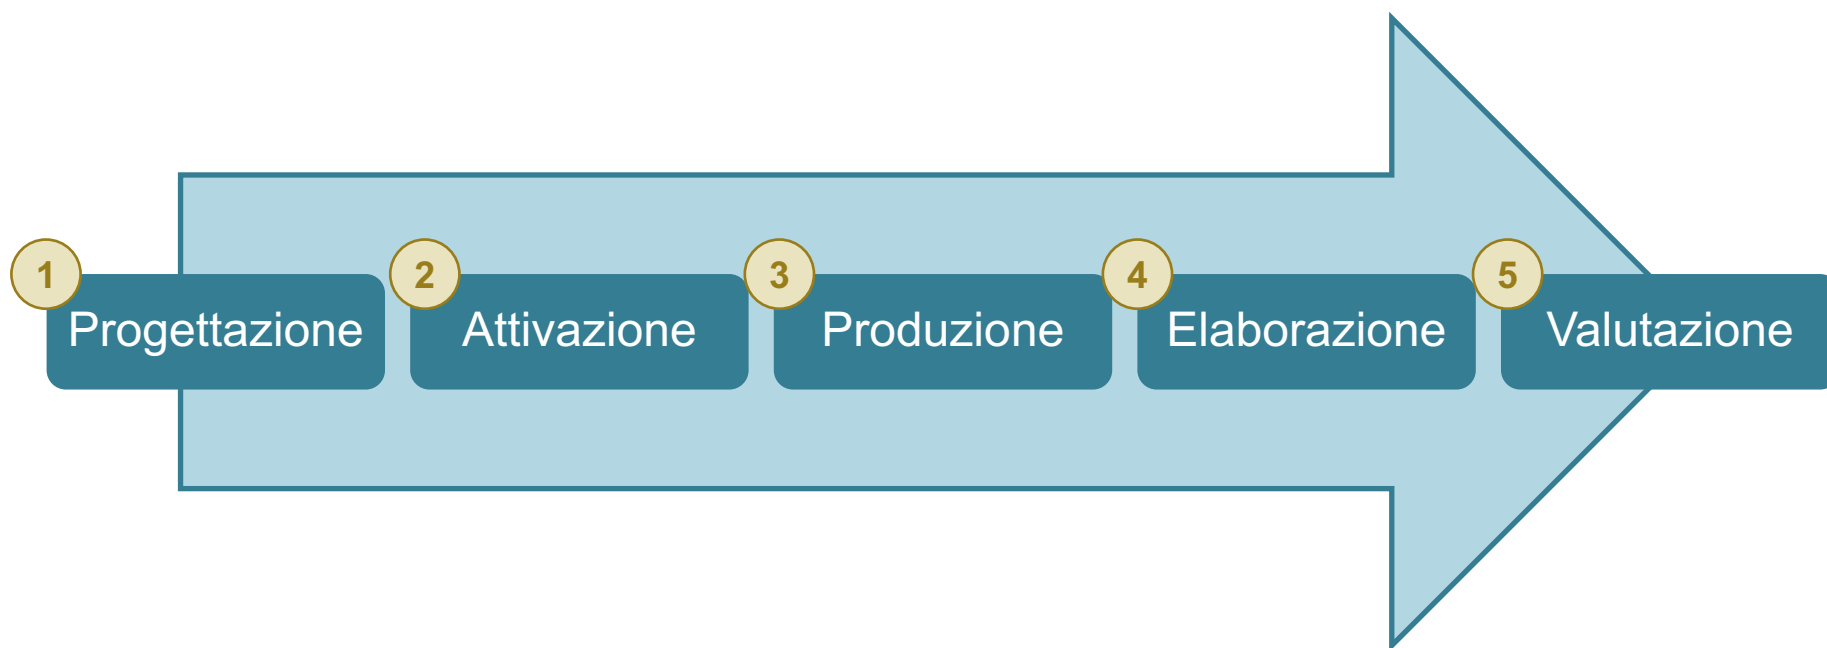 1
Progettazione
2
Attivazione
3
Produzione
4
Elaborazione
5
Valutazione